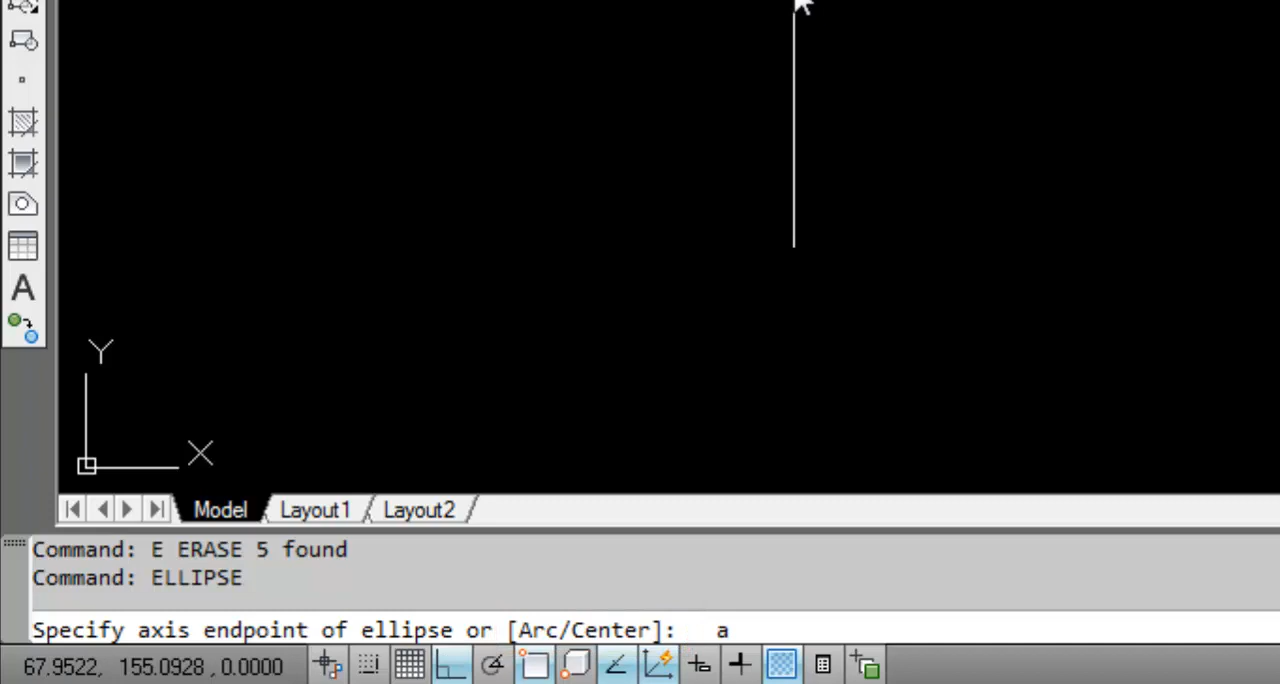 A
Y
X
Model Layout1 Layout2
Command: E ERASE 5 found
Command: ELLIPSE
Specify axis endpoint of ellipse or [Arc/Center]: a
67.9522, 155.0928 , 0.0000